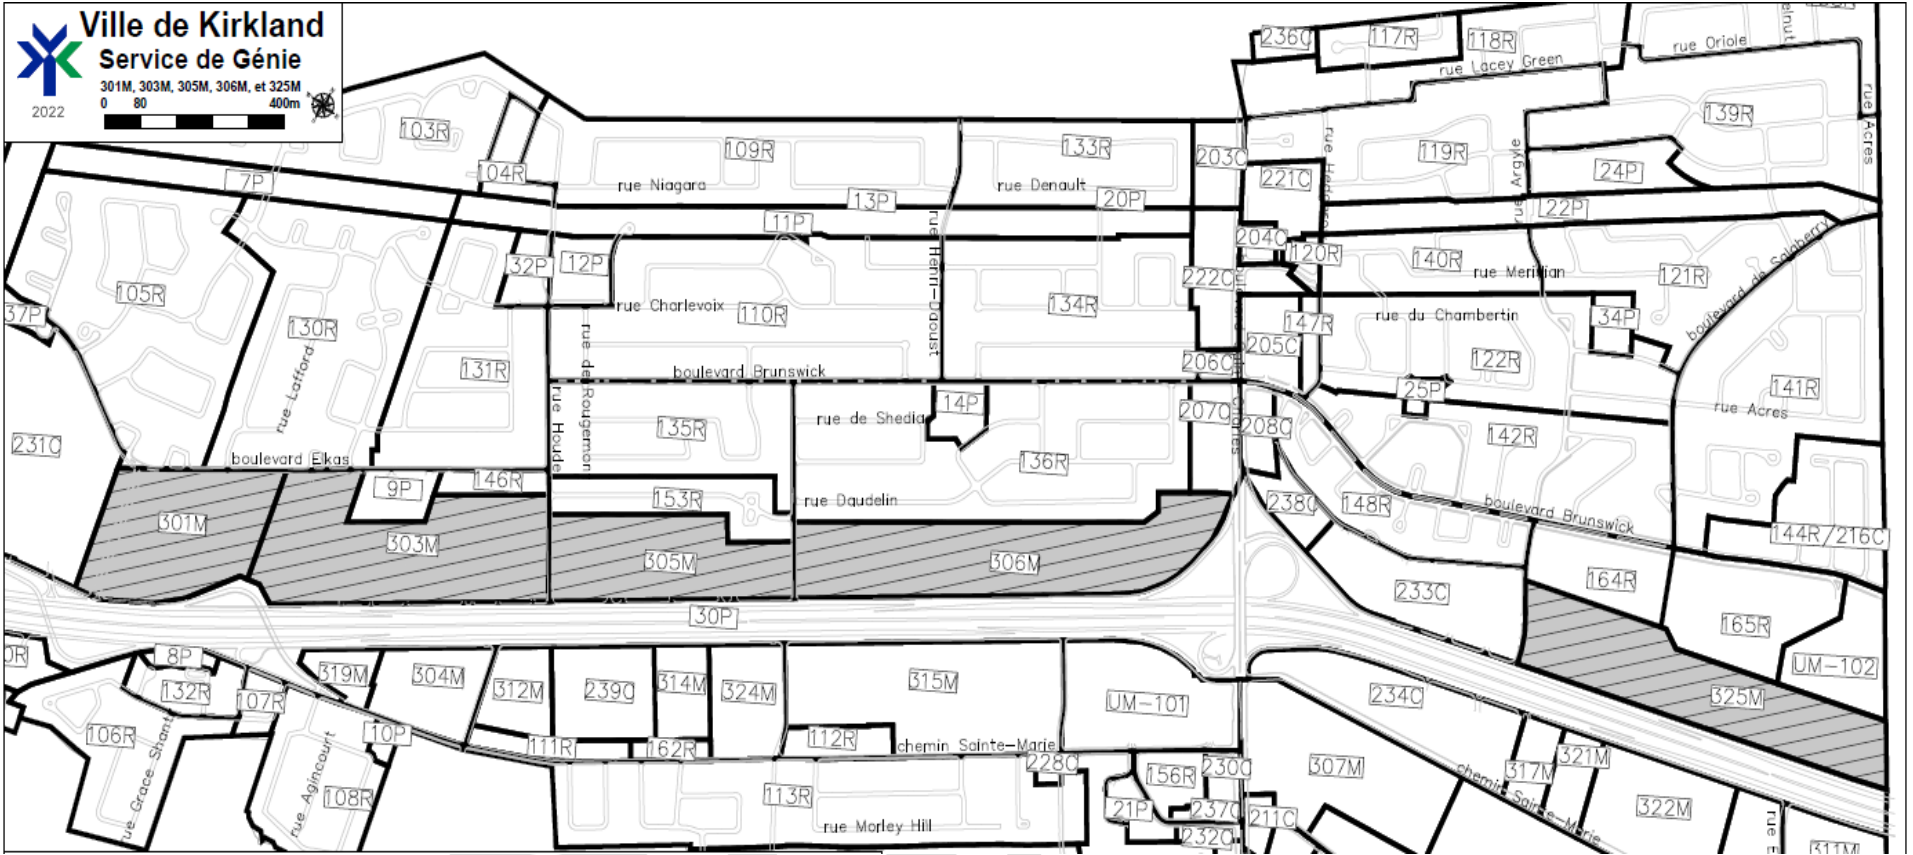 Ville de Kirkland
Service de Génie
301M, 303M, 305M, 306M, et 325M
2022
0 80 400m
236C
117R
118R
rue Oriole
rue Lacey Green
103R
109R
133R
203C
119R
rue Argyle
139R
rue Acres
104R
7P
rue Niagara
rue Denault
221C
24P
13P
20P
22P
11P
32P
12P
204C
120R
140R
rue Meridian
121R
boulevard de Salaberry
105R
37P
130R
rue Charlevoix
110R
rue Henri-Daoust
134R
222C
147R
rue du Chambertin
34P
205C
rue Lafford
131R
boulevard Brunswick
206C
122R
25P
141R
rue Acres
rue Houde
rue de Rougemon
135R
rue de Shedia
14P
207C
208C
142R
231C
boulevard Elkas
9P
146R
136R
153R
rue Daudelin
238C
148R
boulevard Brunswick
144R/216C
301M
303M
305M
306M
233C
164R
165R
30P
UM-102
0R
8P
132R
107R
319M
304M
312M
239C
314M
324M
315M
UM-101
234C
325M
106R
rue Grace Shant
10P
111R
162R
112R
chemin Sainte-Marie
228C
156R
230C
307M
317M
321M
chemin Sainte-Marie
rue Agincourt
108R
113R
21P
237C
211C
322M
rue Morley Hill
232C
rue E
311M